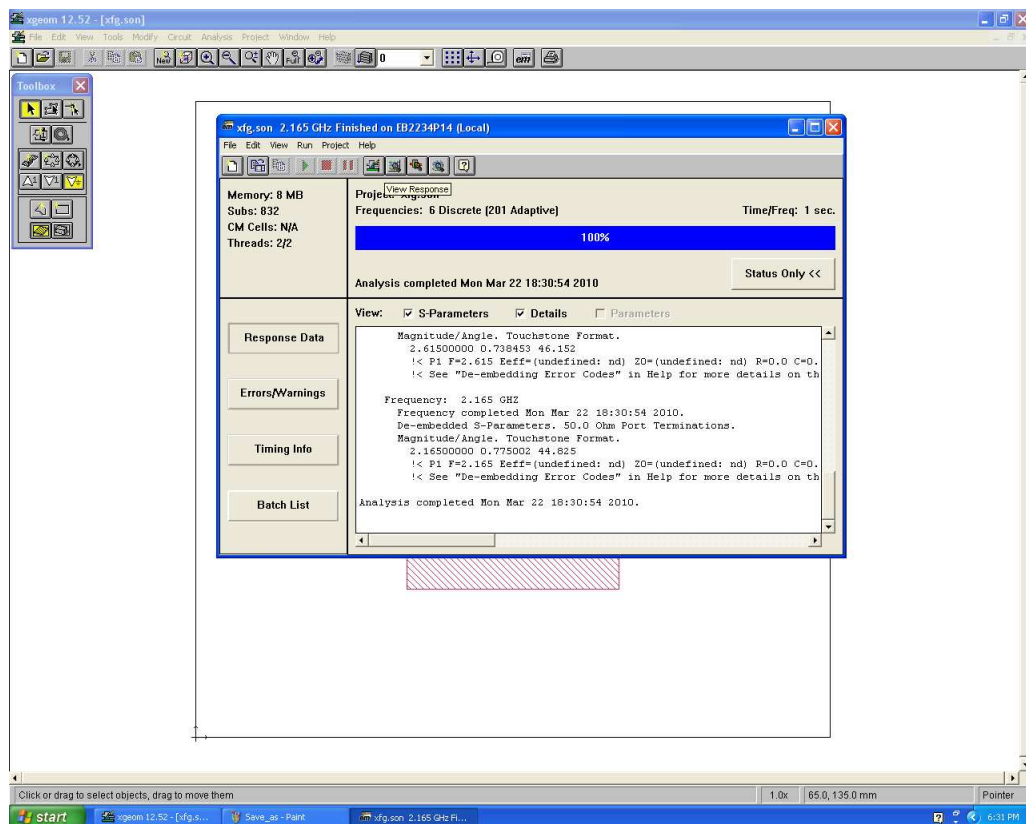 xgeom 12.52 - [xfg.son]
File Edit View Tools Modify Circuit Analysis Project Window Help
New
Full
0
em
Toolbox
xfg.son 2.165 GHz Finished on EB2234P14 (Local)
File Edit View Run Project Help
View Response
Memory: 8 MB
Subs: 832
CM Cells: N/A
Threads: 2/2
Project: xfg.son
Frequencies: 6 Discrete (201 Adaptive)
Time/Freq: 1 sec.
100%
Analysis completed Mon Mar 22 18:30:54 2010
Status Only <<
View: S-Parameters Details Parameters
Response Data
Errors/Warnings
Timing Info
Batch List
Magnitude/Angle. Touchstone Format.
2.61500000 0.738453 46.152
!< P1 F=2.615 Eeff=(undefined: nd) Z0=(undefined: nd) R=0.0 C=0.
!< See "De-embedding Error Codes" in Help for more details on th
Frequency: 2.165 GHZ
Frequency completed Mon Mar 22 18:30:54 2010.
De-embedded S-Parameters. 50.0 Ohm Port Terminations.
Magnitude/Angle. Touchstone Format.
2.16500000 0.775002 44.825
!< P1 F=2.165 Eeff=(undefined: nd) Z0=(undefined: nd) R=0.0 C=0.
!< See "De-embedding Error Codes" in Help for more details on th
Analysis completed Mon Mar 22 18:30:54 2010.
Click or drag to select objects, drag to move them
1.0x
65.0, 135.0 mm
Pointer
start
xgeom 12.52 - [xfg.s...
Save_as - Paint
xfg.son 2.165 GHz Fi...
6:31 PM